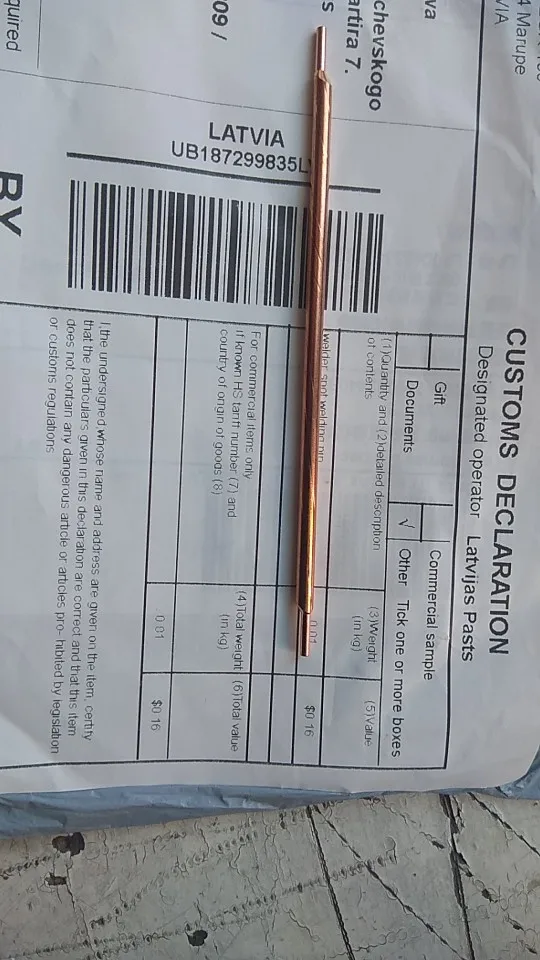 4 Marupe
VIA
va
chevskogo
artira 7.
s
09 /
quired
LATVIA
UB187299835L
BY
CUSTOMS DECLARATION
Designated operator Latvijas Pasts
Gift
Commercial sample
Documents
√ Other Tick one or more boxes
(1)Quantity and (2)detailed description
of contents
(3)Weight
(in kg)
(5)Value
welder spot welding pin
0.01
$0.16
For commercial items only
If known HS tariff number (7) and
country of origin of goods (8)
(4)Total weight
(in kg)
(6)Total value
0.01
$0.16
I,the undersigned,whose name and address are given on the item, certify
that the particulars given in this declaration are correct and that this item
does not contain any dangerous article or articles pro- hibited by legislation
or customs regulations